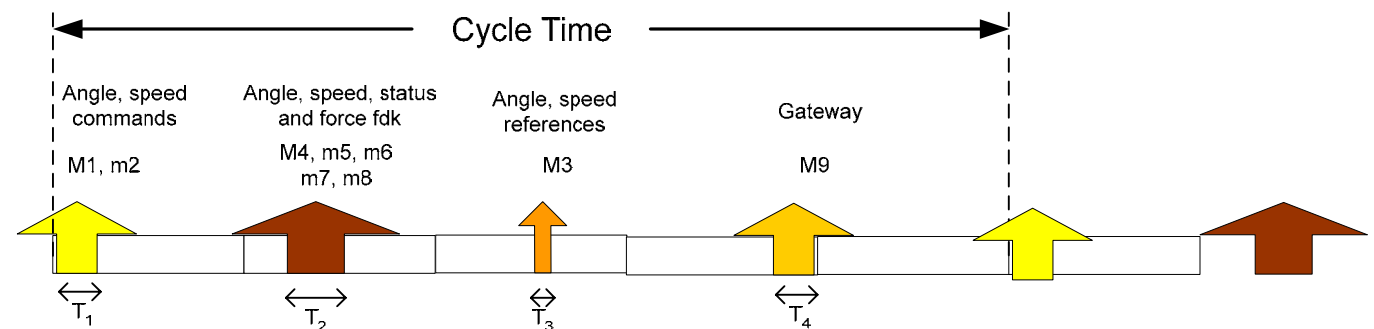 Cycle Time
Angle, speed
commands
M1, m2
Angle, speed, status
and force fdk
M4, m5, m6
m7, m8
Angle, speed
references
M3
Gateway
M9
T1
T2
T3
T4